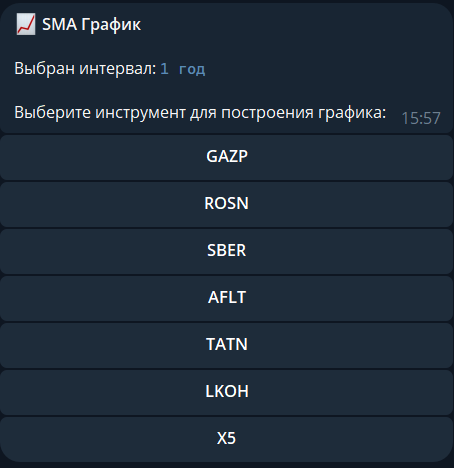 📈 SMA График
Выбран интервал: 1 год
Выберите инструмент для построения графика:
15:57
GAZP
ROSN
SBER
AFLT
TATN
LKOH
X5